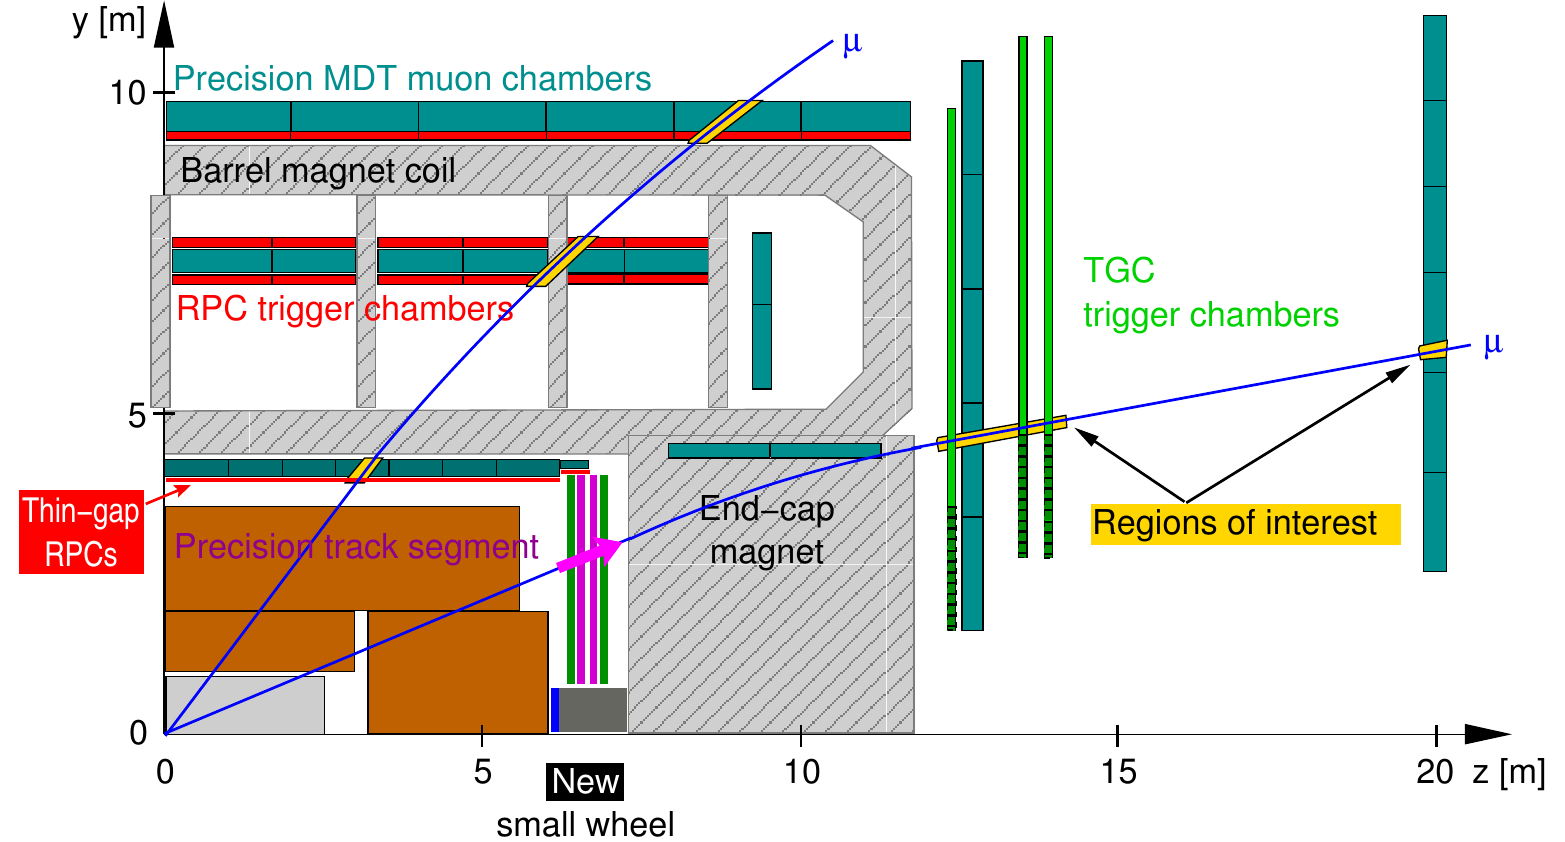 y [m]
μ
Precision MDT muon chambers
10
Barrel magnet coil
TGC
trigger chambers
RPC trigger chambers
μ
5
Thin-gap
RPCs
Precision track segment
End-cap
magnet
Regions of interest
0
0 5 10 15 20 z [m]
New
small wheel